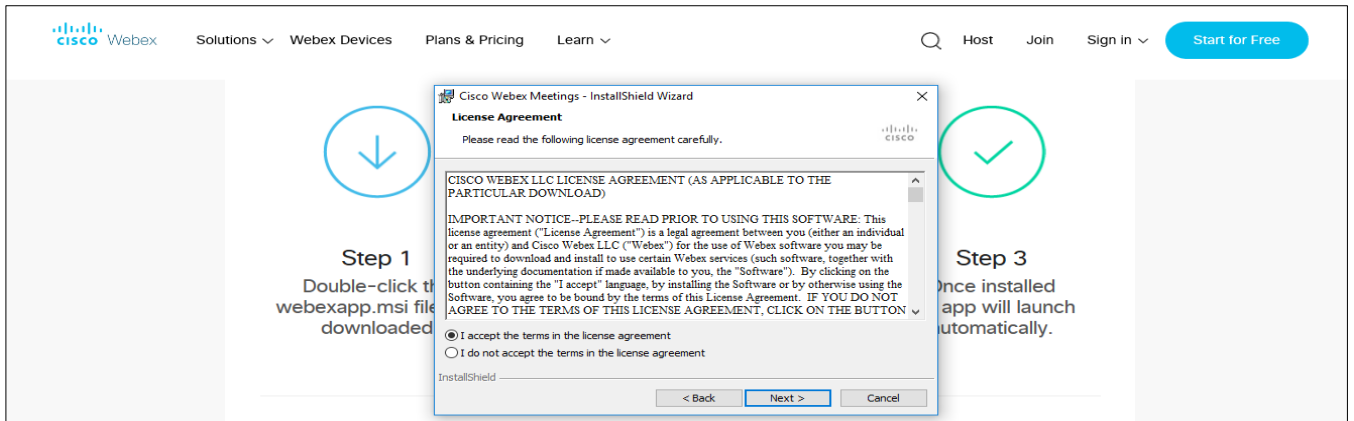 cisco Webex Solutions Webex Devices Plans & Pricing Learn Host Join Sign in Start for Free
Cisco Webex Meetings - InstallShield Wizard
License Agreement
Please read the following license agreement carefully.
cisco
CISCO WEBEX LLC LICENSE AGREEMENT (AS APPLICABLE TO THE
PARTICULAR DOWNLOAD)
IMPORTANT NOTICE--PLEASE READ PRIOR TO USING THIS SOFTWARE: This
license agreement ("License Agreement") is a legal agreement between you (either an individual
or an entity) and Cisco Webex LLC ("Webex") for the use of Webex software you may be
required to download and install to use certain Webex services (such software, together with
the underlying documentation if made available to you, the "Software"). By clicking on the
button containing the "I accept" language, by installing the Software or by otherwise using the
Software, you agree to be bound by the terms of this License Agreement. IF YOU DO NOT
AGREE TO THE TERMS OF THIS LICENSE AGREEMENT, CLICK ON THE BUTTON
I accept the terms in the license agreement
I do not accept the terms in the license agreement
InstallShield
< Back Next > Cancel
Step 1
Double-click
webexapp.msi
downloaded
Step 3
installed
app will launch